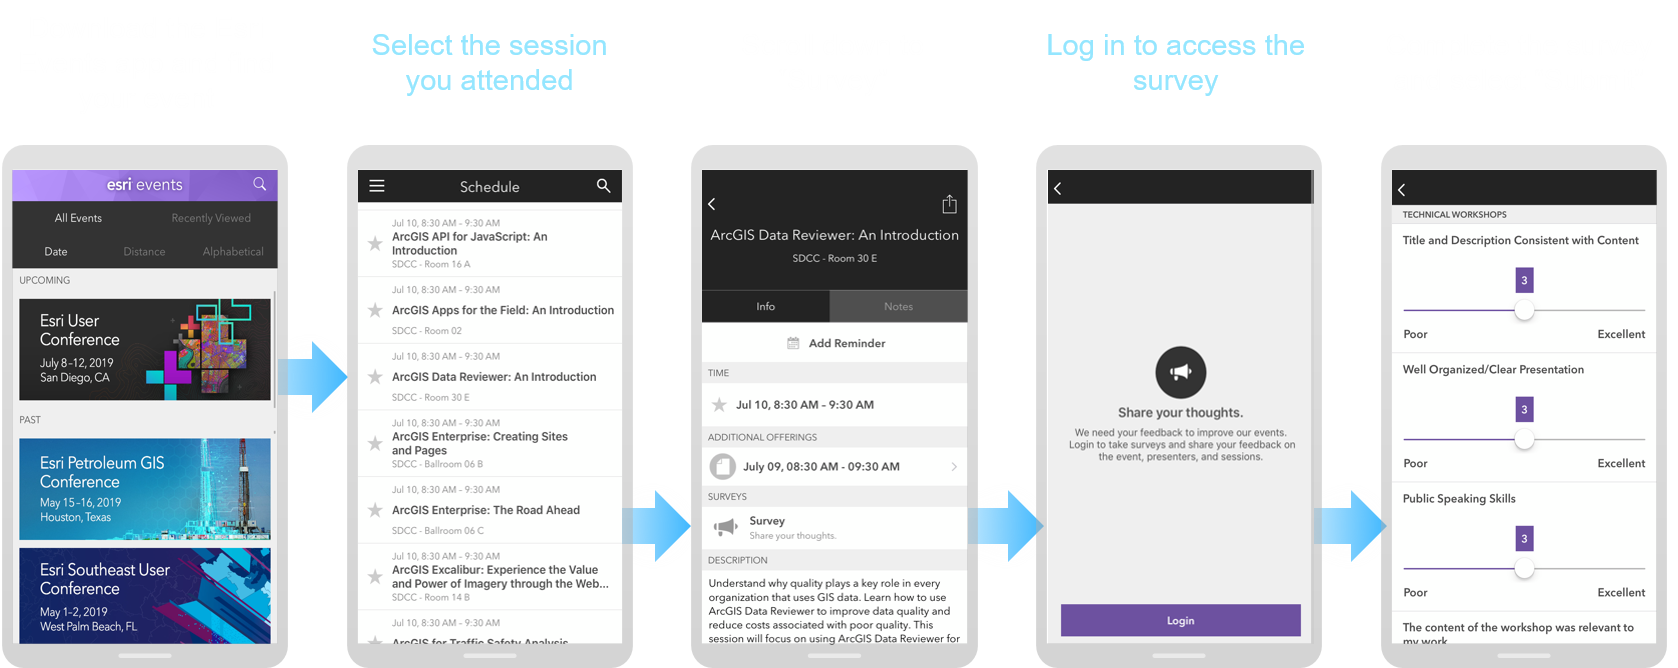 Select the session
you attended
Log in to access the
survey
esri events
All Events
Recently Viewed
Date
Distance
Alphabetical
UPCOMING
Esri User
Conference
July 8-12, 2019
San Diego, CA
PAST
Esri Petroleum GIS
Conference
May 15-16, 2019
Houston, Texas
Esri Southeast User
Conference
May 1-2, 2019
West Palm Beach, FL
Schedule
Jul 10, 8:30 AM - 9:30 AM
ArcGIS API for JavaScript: An
Introduction
SDCC - Room 16 A
Jul 10, 8:30 AM - 9:30 AM
ArcGIS Apps for the Field: An Introduction
SDCC - Room 02
Jul 10, 8:30 AM - 9:30 AM
ArcGIS Data Reviewer: An Introduction
SDCC - Room 30 E
Jul 10, 8:30 AM - 9:30 AM
ArcGIS Enterprise: Creating Sites
and Pages
SDCC - Ballroom 06 B
Jul 10, 8:30 AM - 9:30 AM
ArcGIS Enterprise: The Road Ahead
SDCC - Ballroom 06 C
Jul 10, 8:30 AM - 9:30 AM
ArcGIS Excalibur: Experience the Value
and Power of Imagery through the Web...
SDCC - Room 14 B
Jul 10, 8:30 AM - 9:30 AM
ArcGIS for Traffic Safety Analysis
ArcGIS Data Reviewer: An Introduction
SDCC - Room 30 E
Info
Notes
Add Reminder
TIME
Jul 10, 8:30 AM - 9:30 AM
ADDITIONAL OFFERINGS
July 09, 08:30 AM - 09:30 AM
SURVEYS
Survey
Share your thoughts.
DESCRIPTION
Understand why quality plays a key role in every
organization that uses GIS data. Learn how to use
ArcGIS Data Reviewer to improve data quality and
reduce costs associated with poor quality. This
session will focus on using ArcGIS Data Reviewer for
Share your thoughts.
We need your feedback to improve our events.
Login to take surveys and share your feedback on
the event, presenters, and sessions.
Login
TECHNICAL WORKSHOPS
Title and Description Consistent with Content
3
Poor
Excellent
Well Organized/Clear Presentation
3
Poor
Excellent
Public Speaking Skills
3
Poor
Excellent
The content of the workshop was relevant to
my work